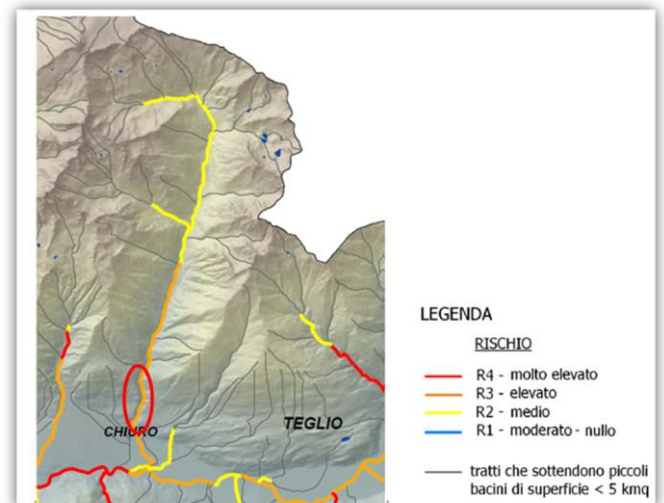 CHIURO
TEGLIO
LEGENDA
RISCHIO
R4 - molto elevato
R3 - elevato
R2 - medio
R1 - moderato - nullo
tratti che sottendono piccoli
bacini di superficie < 5 kmq